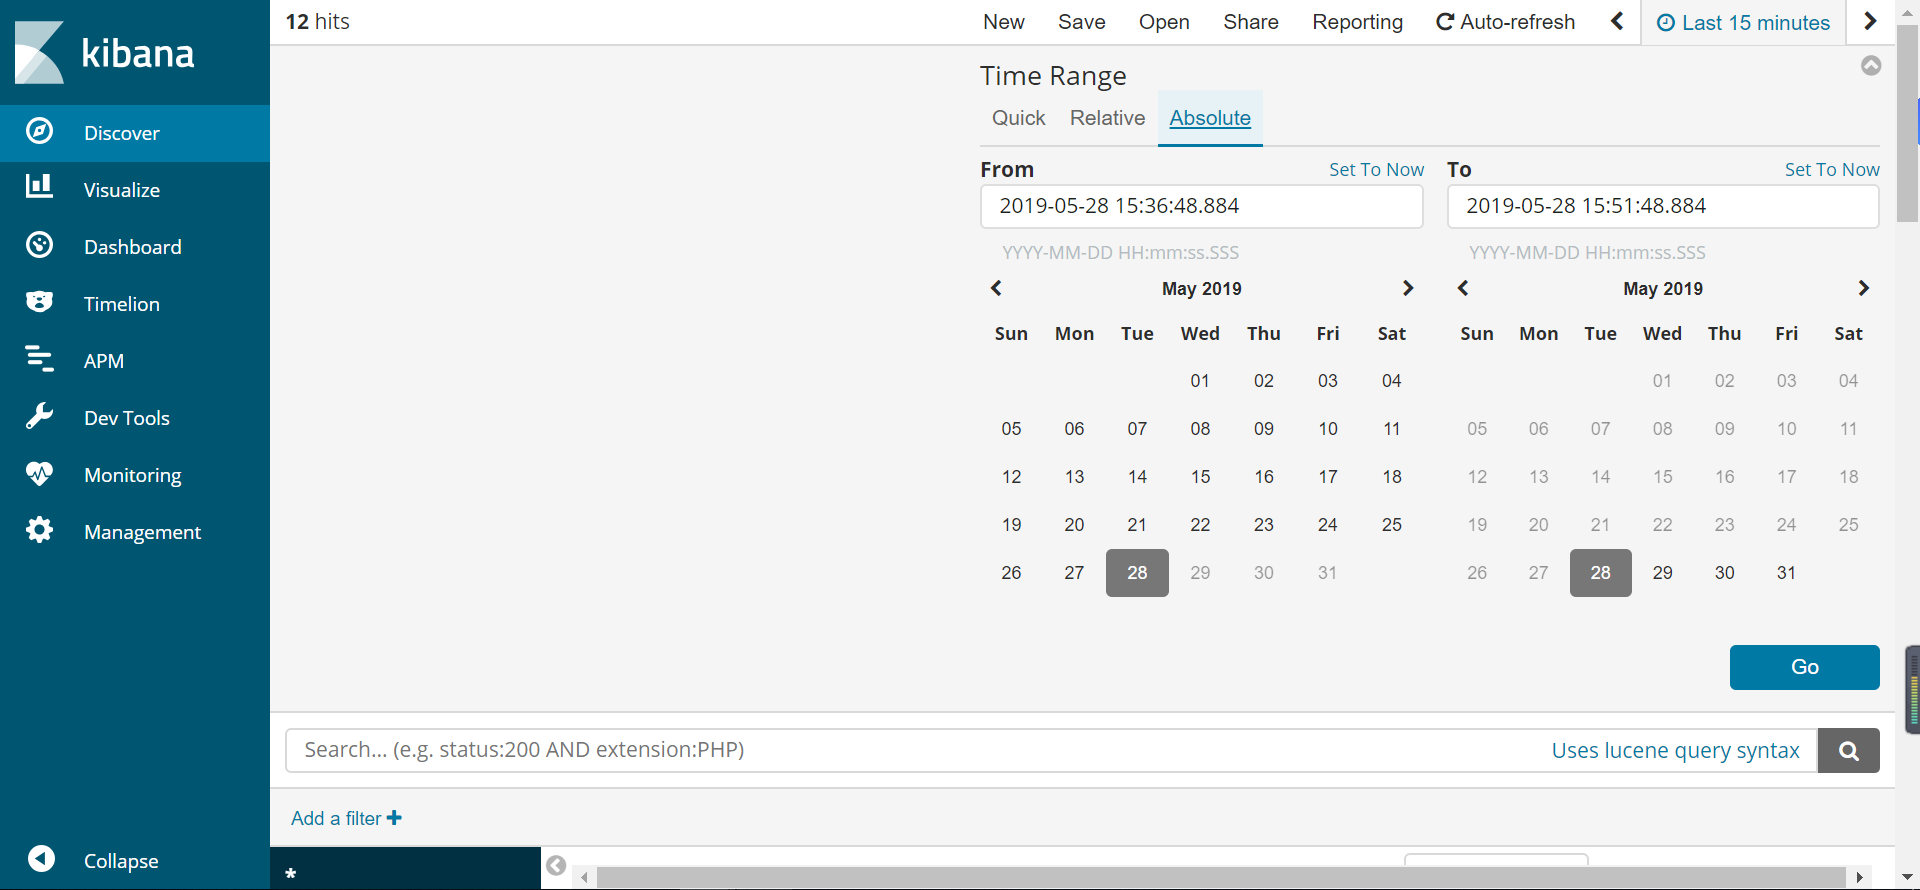 kibana
Discover
Visualize
Dashboard
Timelion
APM
Dev Tools
Monitoring
Management
Collapse
12 hits
New Save Open Share Reporting Auto-refresh Last 15 minutes
Time Range
Quick Relative Absolute
From Set To Now To Set To Now
2019-05-28 15:36:48.884 2019-05-28 15:51:48.884
YYYY-MM-DD HH:mm:ss.SSS YYYY-MM-DD HH:mm:ss.SSS
May 2019 May 2019
Sun Mon Tue Wed Thu Fri Sat Sun Mon Tue Wed Thu Fri Sat
01 02 03 04 01 02 03 04
05 06 07 08 09 10 11 05 06 07 08 09 10 11
12 13 14 15 16 17 18 12 13 14 15 16 17 18
19 20 21 22 23 24 25 19 20 21 22 23 24 25
26 27 28 29 30 31 26 27 28 29 30 31
Go
Search... (e.g. status:200 AND extension:PHP) Uses lucene query syntax
Add a filter +
*